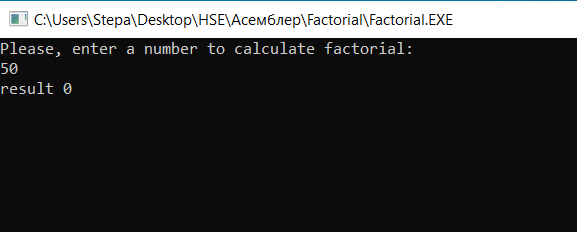 C:\Users\Stepa\Desktop\HSE\Асемблер\Factorial\Factorial.EXE
Please, enter a number to calculate factorial:
50
result 0